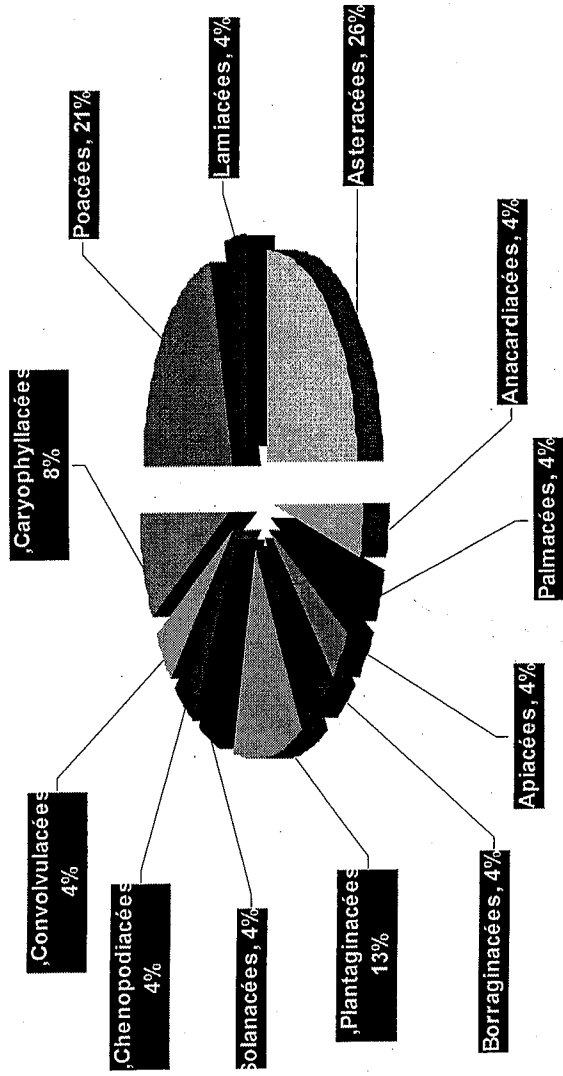 Poacées, 21%
Lamiacées, 4%
Asteracées, 26%
Anacardiacées, 4%
Palmacées, 4%
Apiacées, 4%
Borraginacées, 4%
,Plantaginacées
13%
Solanacées, 4%
,Chenopodiacées
4%
,Convolvulacées
4%
,Caryophyllacées
8%